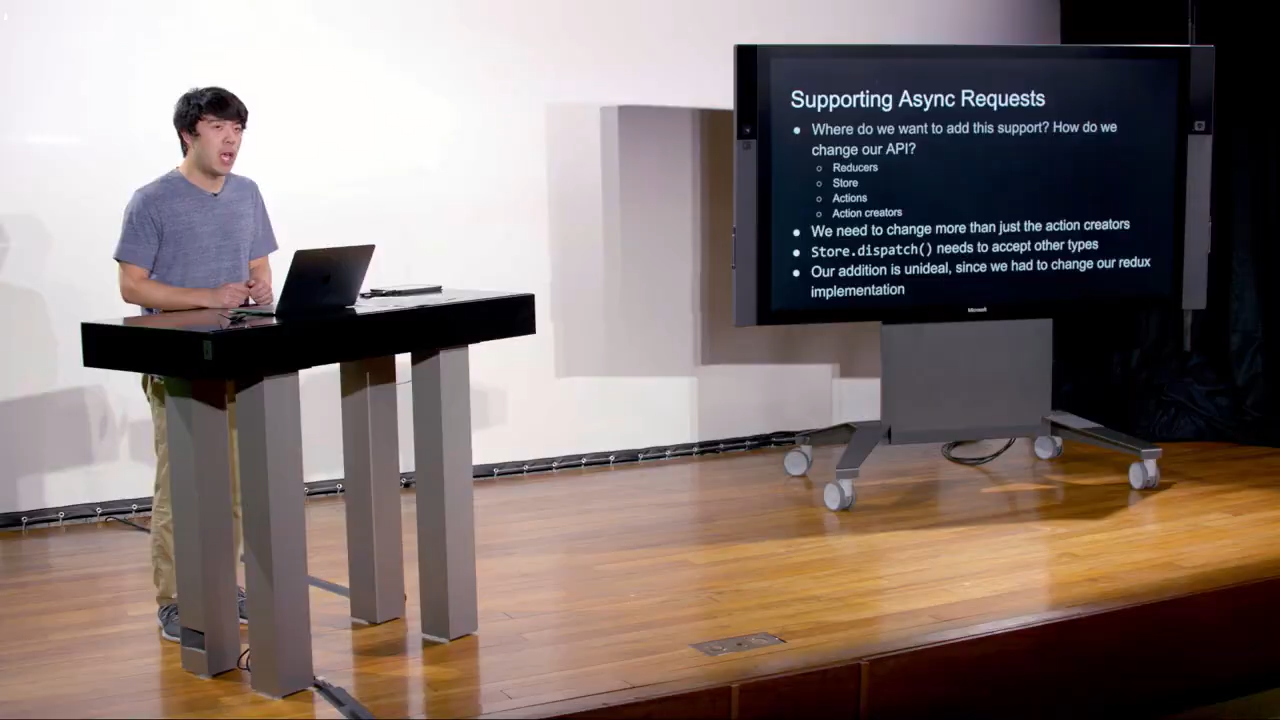 Supporting Async Requests
● Where do we want to add this support? How do we
change our API?
○ Reducers
○ Store
○ Actions
○ Action creators
● We need to change more than just the action creators
● Store.dispatch() needs to accept other types
● Our addition is unideal, since we had to change our redux
implementation
Microsoft